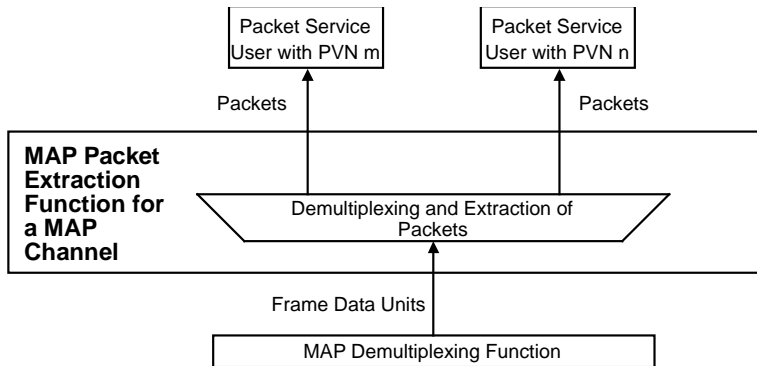 Packet Service
User with PVN m
Packet Service
User with PVN n
Packets
Packets
MAP Packet
Extraction
Function for
a MAP
Channel
Demultiplexing and Extraction of
Packets
Frame Data Units
MAP Demultiplexing Function